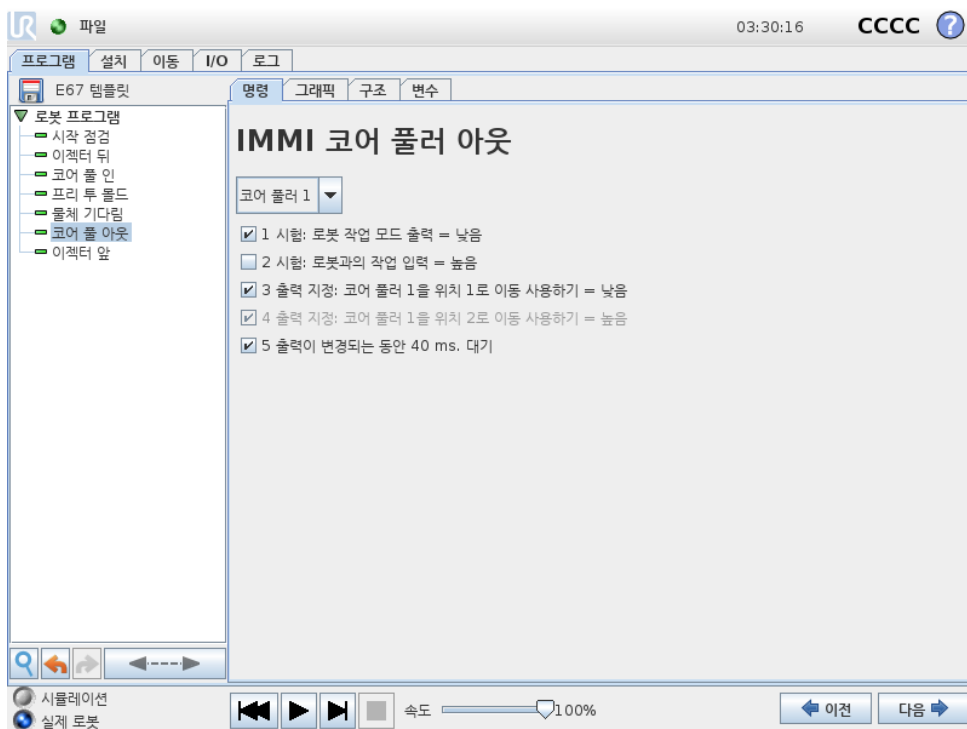 UR 파일 03:30:16 CCCC ?
프로그램 설치 이동 I/O 로그
E67 템플릿
명령 그래픽 구조 변수
로봇 프로그램
시작 점검
이젝터 뒤
코어 풀 인
프리 투 몰드
물체 기다림
코어 풀 아웃
이젝터 앞
IMMI 코어 풀러 아웃
코어 풀러 1
1 시험: 로봇 작업 모드 출력 = 낮음
2 시험: 로봇과의 작업 입력 = 높음
3 출력 지정: 코어 풀러 1을 위치 1로 이동 사용하기 = 낮음
4 출력 지정: 코어 풀러 1을 위치 2로 이동 사용하기 = 높음
5 출력이 변경되는 동안 40 ms. 대기
시뮬레이션
실제 로봇
속도 100%
이전 다음